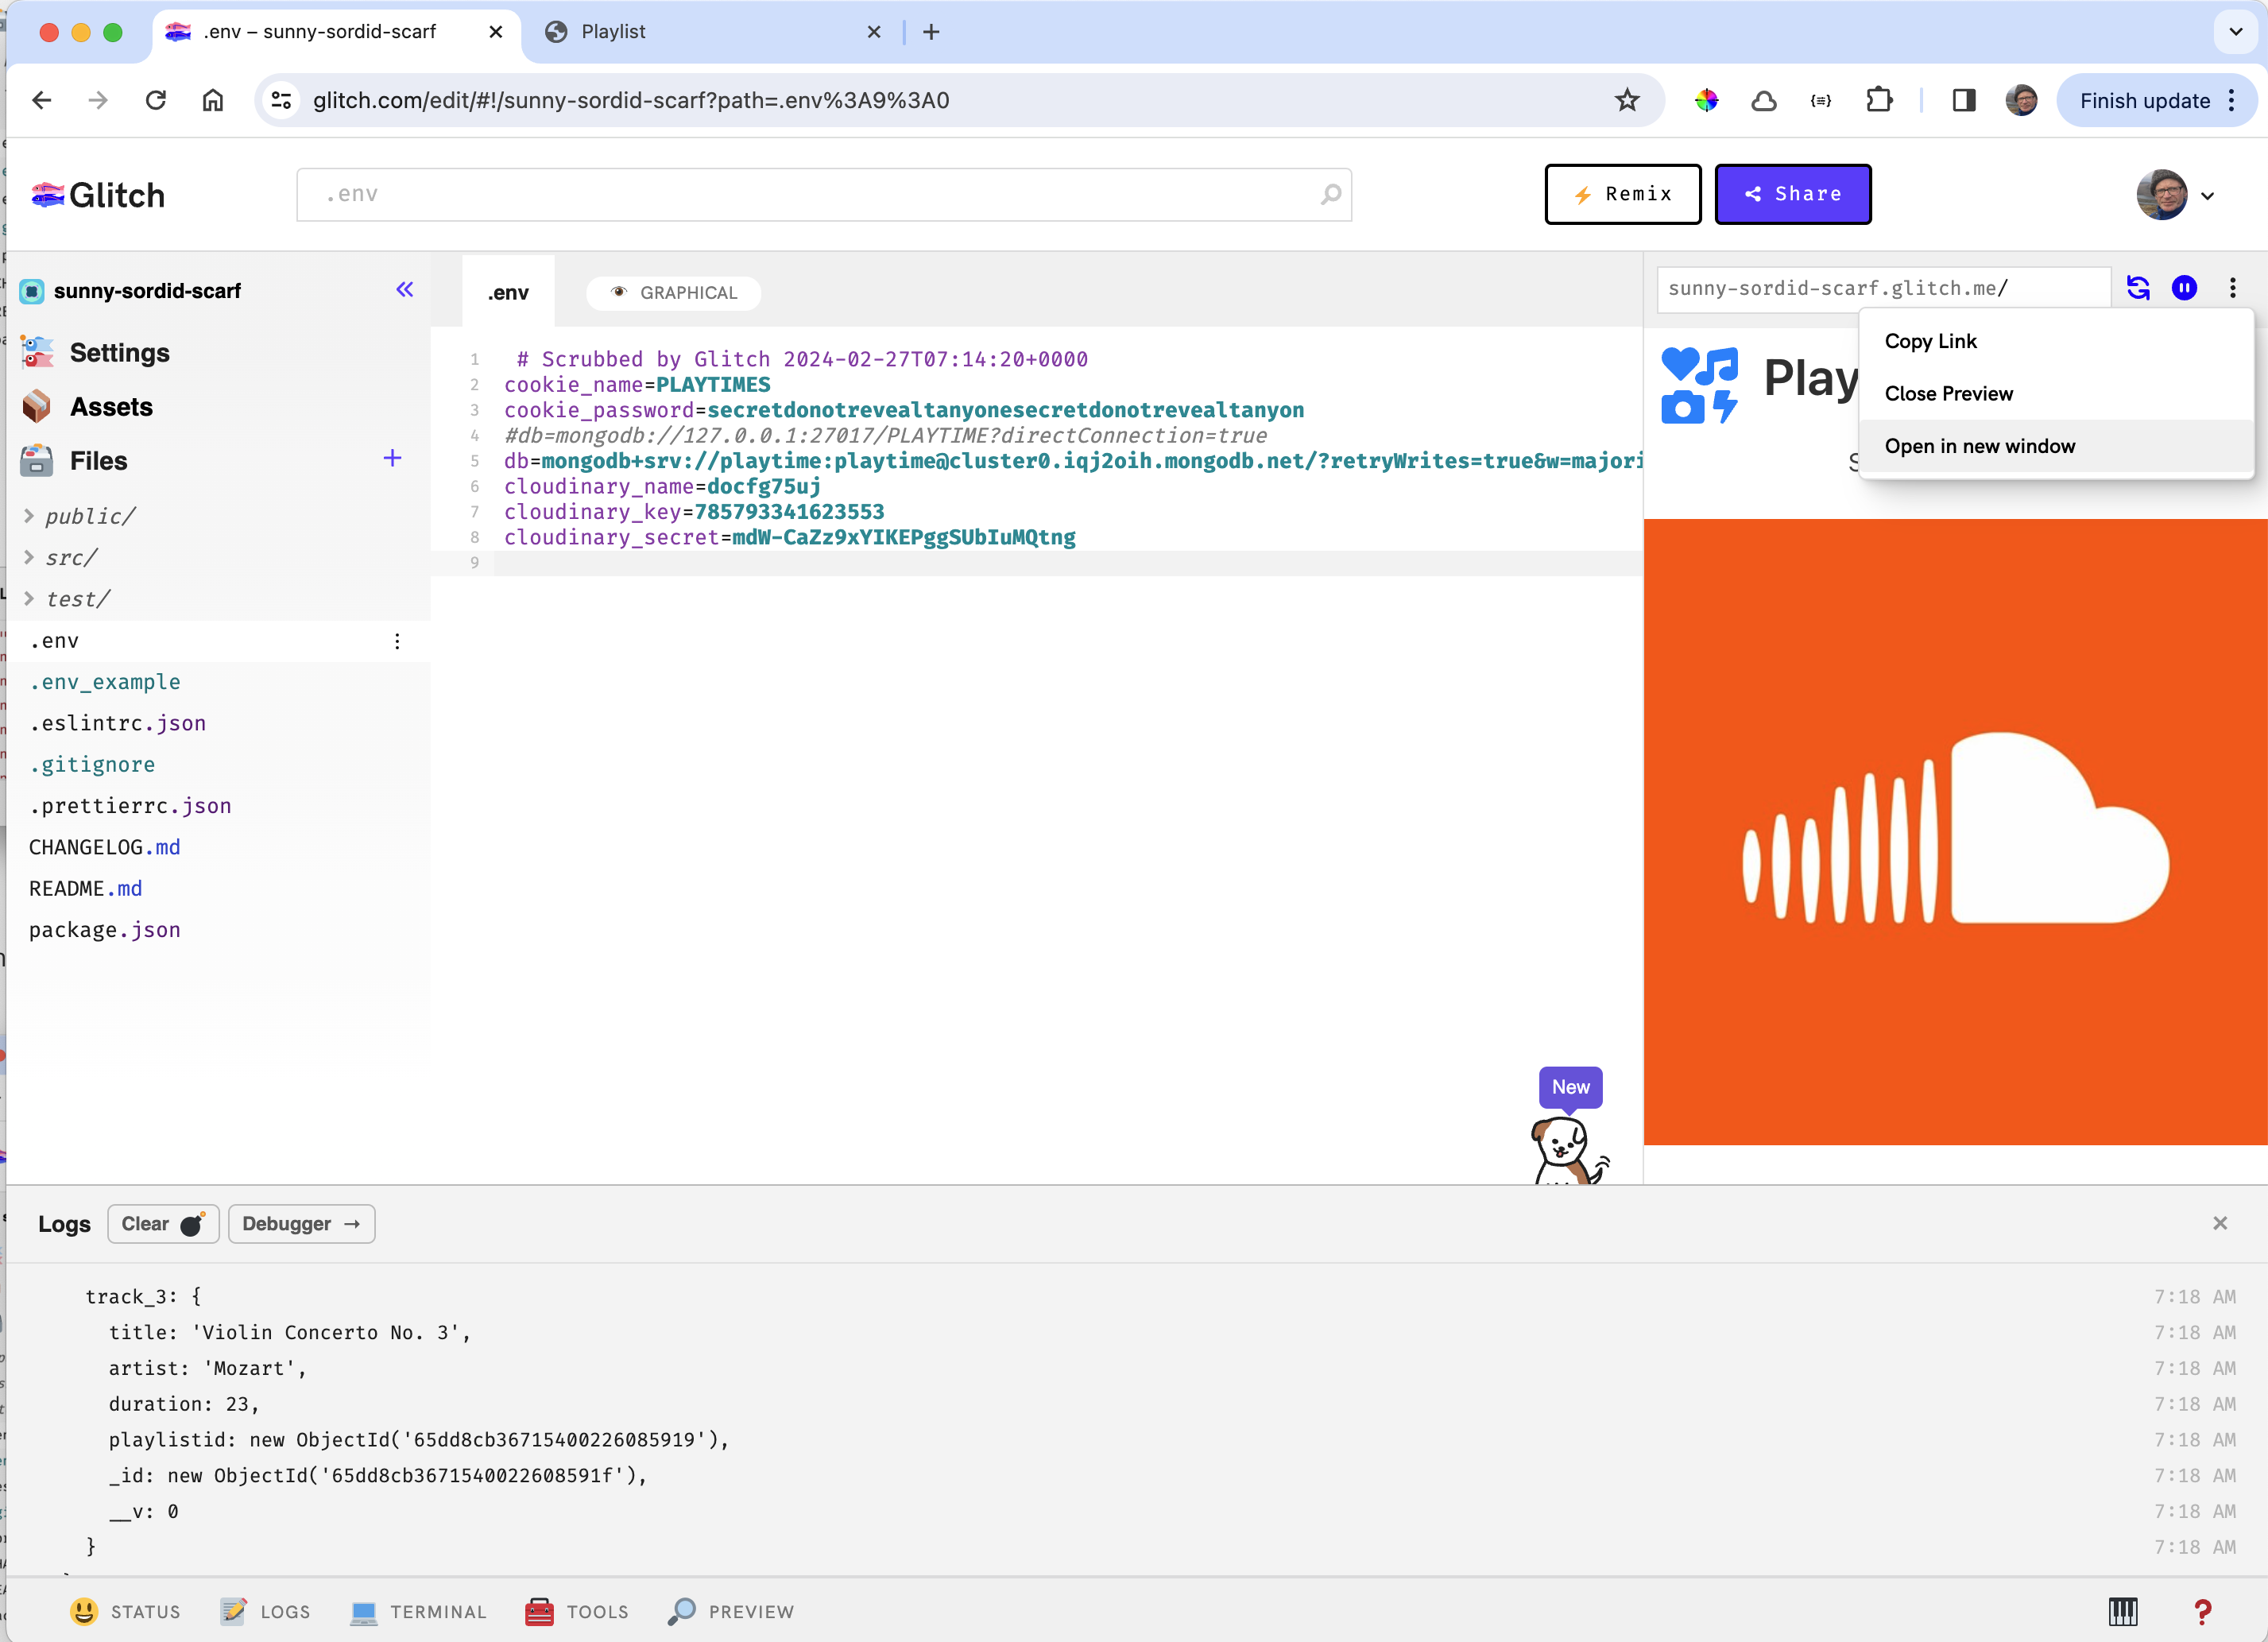 .env – sunny-sordid-scarf
Playlist
glitch.com/edit/#!/sunny-sordid-scarf?path=.env%3A9%3A0
Finish update
Glitch
.env
Remix
Share
sunny-sordid-scarf
Settings
Assets
Files
public/
src/
test/
.env
.env_example
.eslintrc.json
.gitignore
.prettierrc.json
CHANGELOG.md
README.md
package.json
.env
GRAPHICAL
1 # Scrubbed by Glitch 2024-02-27T07:14:20+0000
2 cookie_name=PLAYTIMES
3 cookie_password=secretdonotrevealtanyonesecretdonotrevealtanyon
4 #db=mongodb://127.0.0.1:27017/PLAYTIME?directConnection=true
5 db=mongodb+srv://playtime:playtime@cluster0.iqj2oih.mongodb.net/?retryWrites=true&w=majori
6 cloudinary_name=docfg75uj
7 cloudinary_key=785793341623553
8 cloudinary_secret=mdW-CaZz9xYIKEPggSUbIuMQtng
9
sunny-sordid-scarf.glitch.me/
Copy Link
Close Preview
Open in new window
Play
S
New
Logs
Clear
Debugger →
track_3: { 7:18 AM
title: 'Violin Concerto No. 3', 7:18 AM
artist: 'Mozart', 7:18 AM
duration: 23, 7:18 AM
playlistid: new ObjectId('65dd8cb36715400226085919'), 7:18 AM
_id: new ObjectId('65dd8cb3671540022608591f'), 7:18 AM
__v: 0 7:18 AM
} 7:18 AM
STATUS
LOGS
TERMINAL
TOOLS
PREVIEW
?